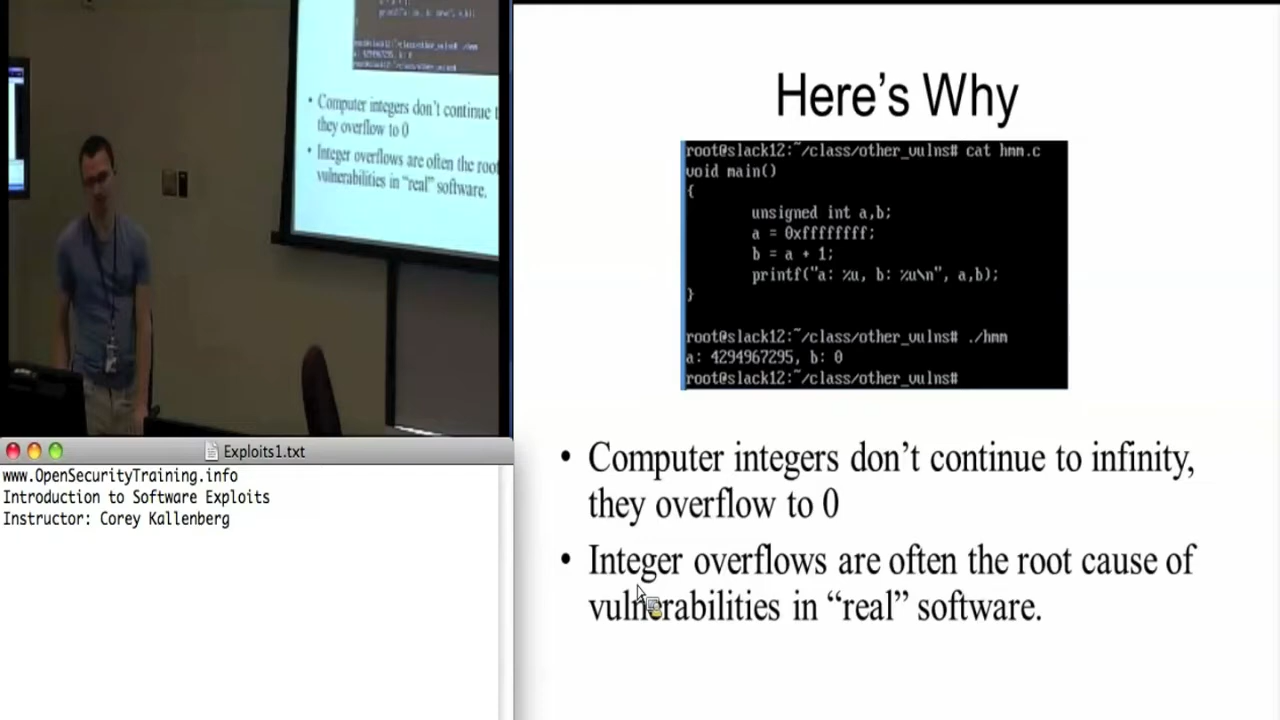 Computer integers don't continue t
they overflow to 0
Integer overflows are often the root
vulnerabilities in "real" software.
Exploits1.txt
www.OpenSecurityTraining.info
Introduction to Software Exploits
Instructor: Corey Kallenberg
Here's Why
root@slack12:~/class/other_vulns# cat hmm.c
void main()
{
unsigned int a,b;
a = 0xffffffff;
b = a + 1;
printf("a: %u, b: %u\n", a,b);
}
root@slack12:~/class/other_vulns# ./hmm
a: 4294967295, b: 0
root@slack12:~/class/other_vulns#
• Computer integers don't continue to infinity,
they overflow to 0
• Integer overflows are often the root cause of
vulnerabilities in "real" software.